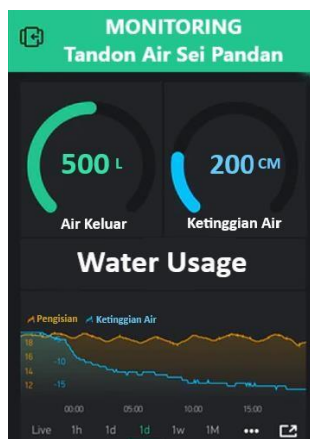 MONITORING
Tandon Air Sei Pandan
500 L
200 CM
Air Keluar
Ketinggian Air
Water Usage
Pengisian Ketinggian Air
18
16
14
12
-10
-15
00:00 05:00 10:00 15:00
Live 1h 1d 1d 1w 1M •••